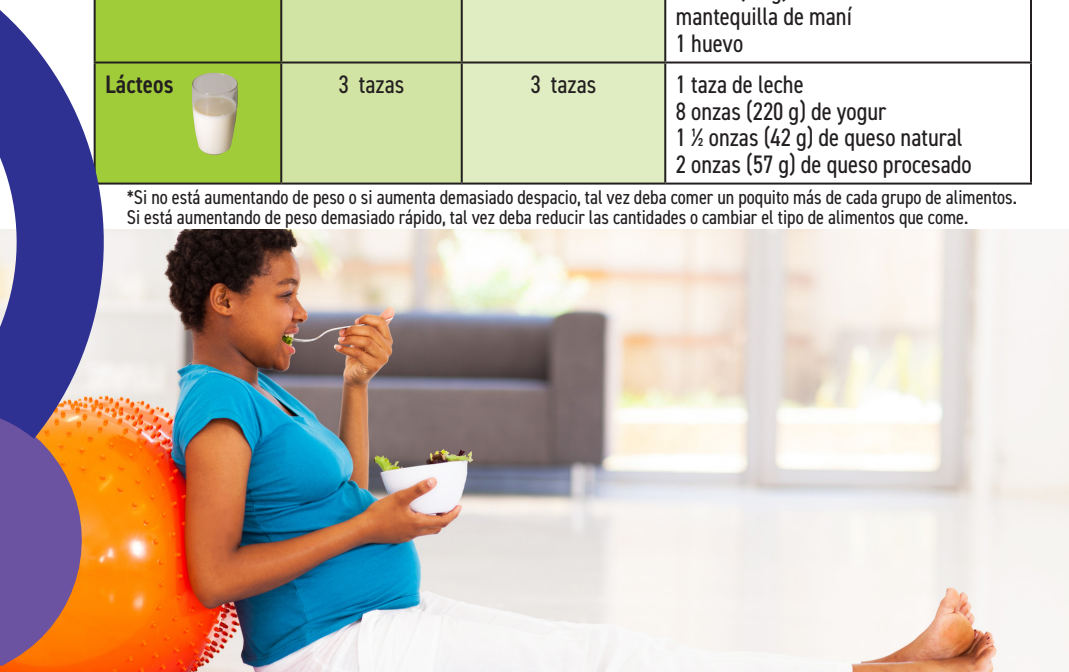 mantequilla de maní
1 huevo
Lácteos
3 tazas
3 tazas
1 taza de leche
8 onzas (220 g) de yogur
1 ½ onzas (42 g) de queso natural
2 onzas (57 g) de queso procesado
*Si no está aumentando de peso o si aumenta demasiado despacio, tal vez deba comer un poquito más de cada grupo de alimentos.
Si está aumentando de peso demasiado rápido, tal vez deba reducir las cantidades o cambiar el tipo de alimentos que come.